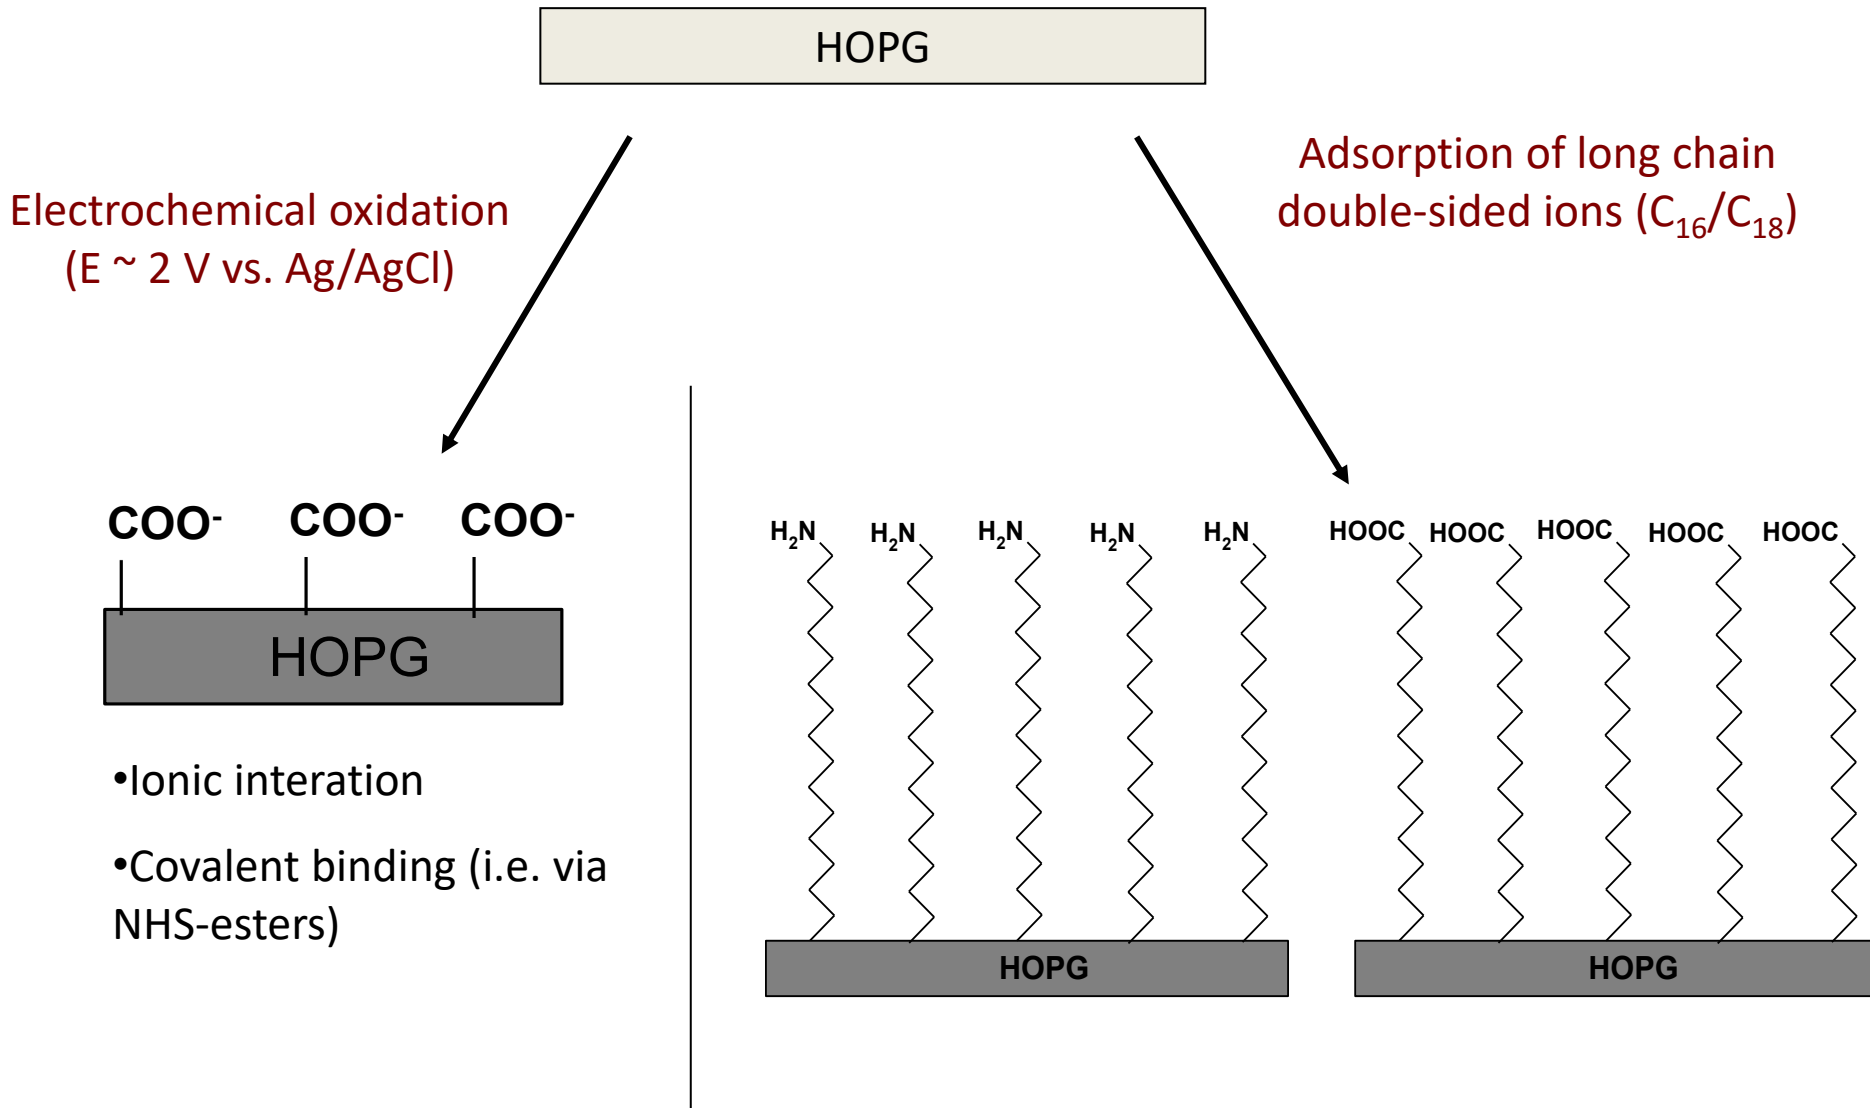 HOPG
Electrochemical oxidation
(E ~ 2 V vs. Ag/AgCl)
Adsorption of long chain
double-sided ions (C₁₆/C₁₈)
COO⁻ COO⁻ COO⁻
HOPG
•Ionic interation
•Covalent binding (i.e. via
NHS-esters)
H₂N H₂N H₂N H₂N H₂N
HOPG
HOOC HOOC HOOC HOOC HOOC
HOPG